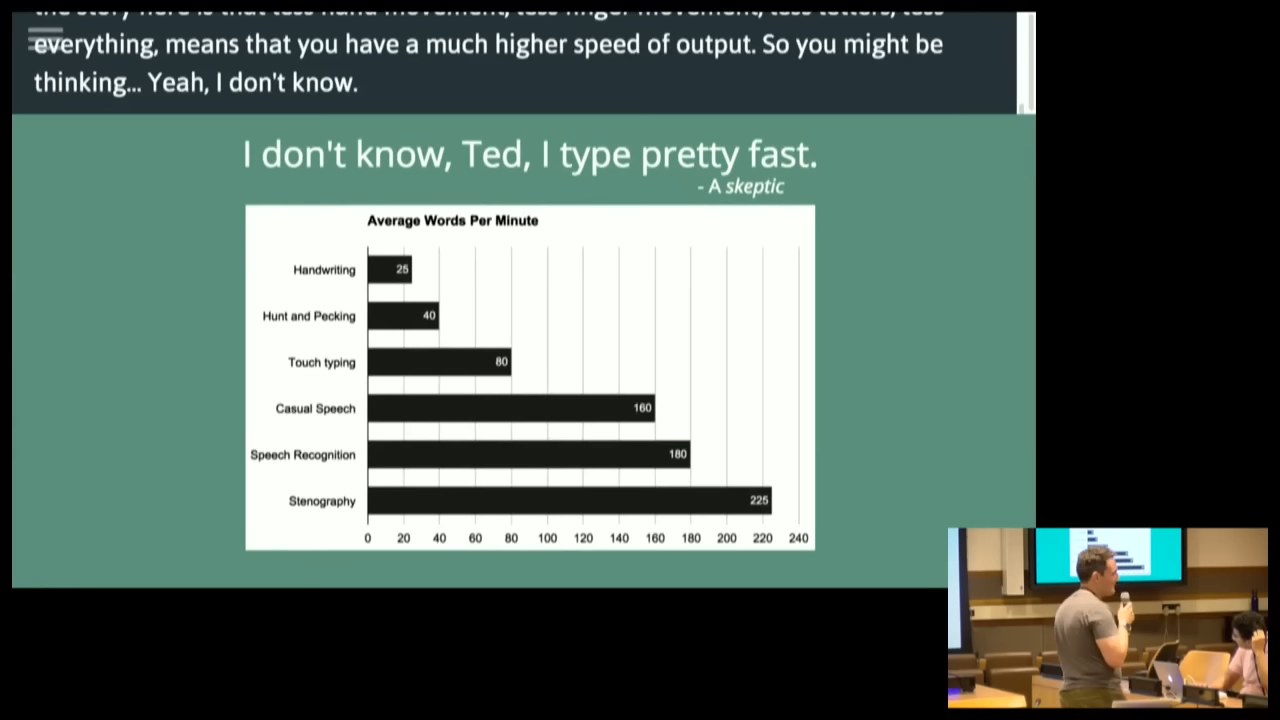 everything, means that you have a much higher speed of output. So you might be
thinking... Yeah, I don't know.
I don't know, Ted, I type pretty fast.
- A skeptic
Average Words Per Minute
Handwriting 25
Hunt and Pecking 40
Touch typing 80
Casual Speech 160
Speech Recognition 180
Stenography 225
0 20 40 60 80 100 120 140 160 180 200 220 240